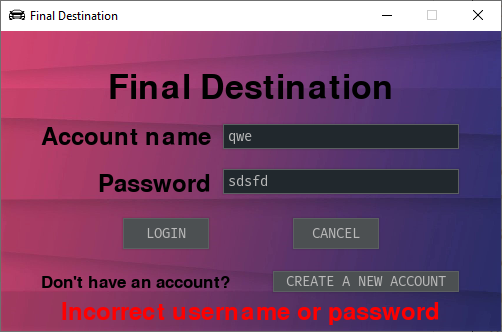 Final Destination
Final Destination
Account name qwe
Password sdsfd
LOGIN CANCEL
Don't have an account? CREATE A NEW ACCOUNT
Incorrect username or password